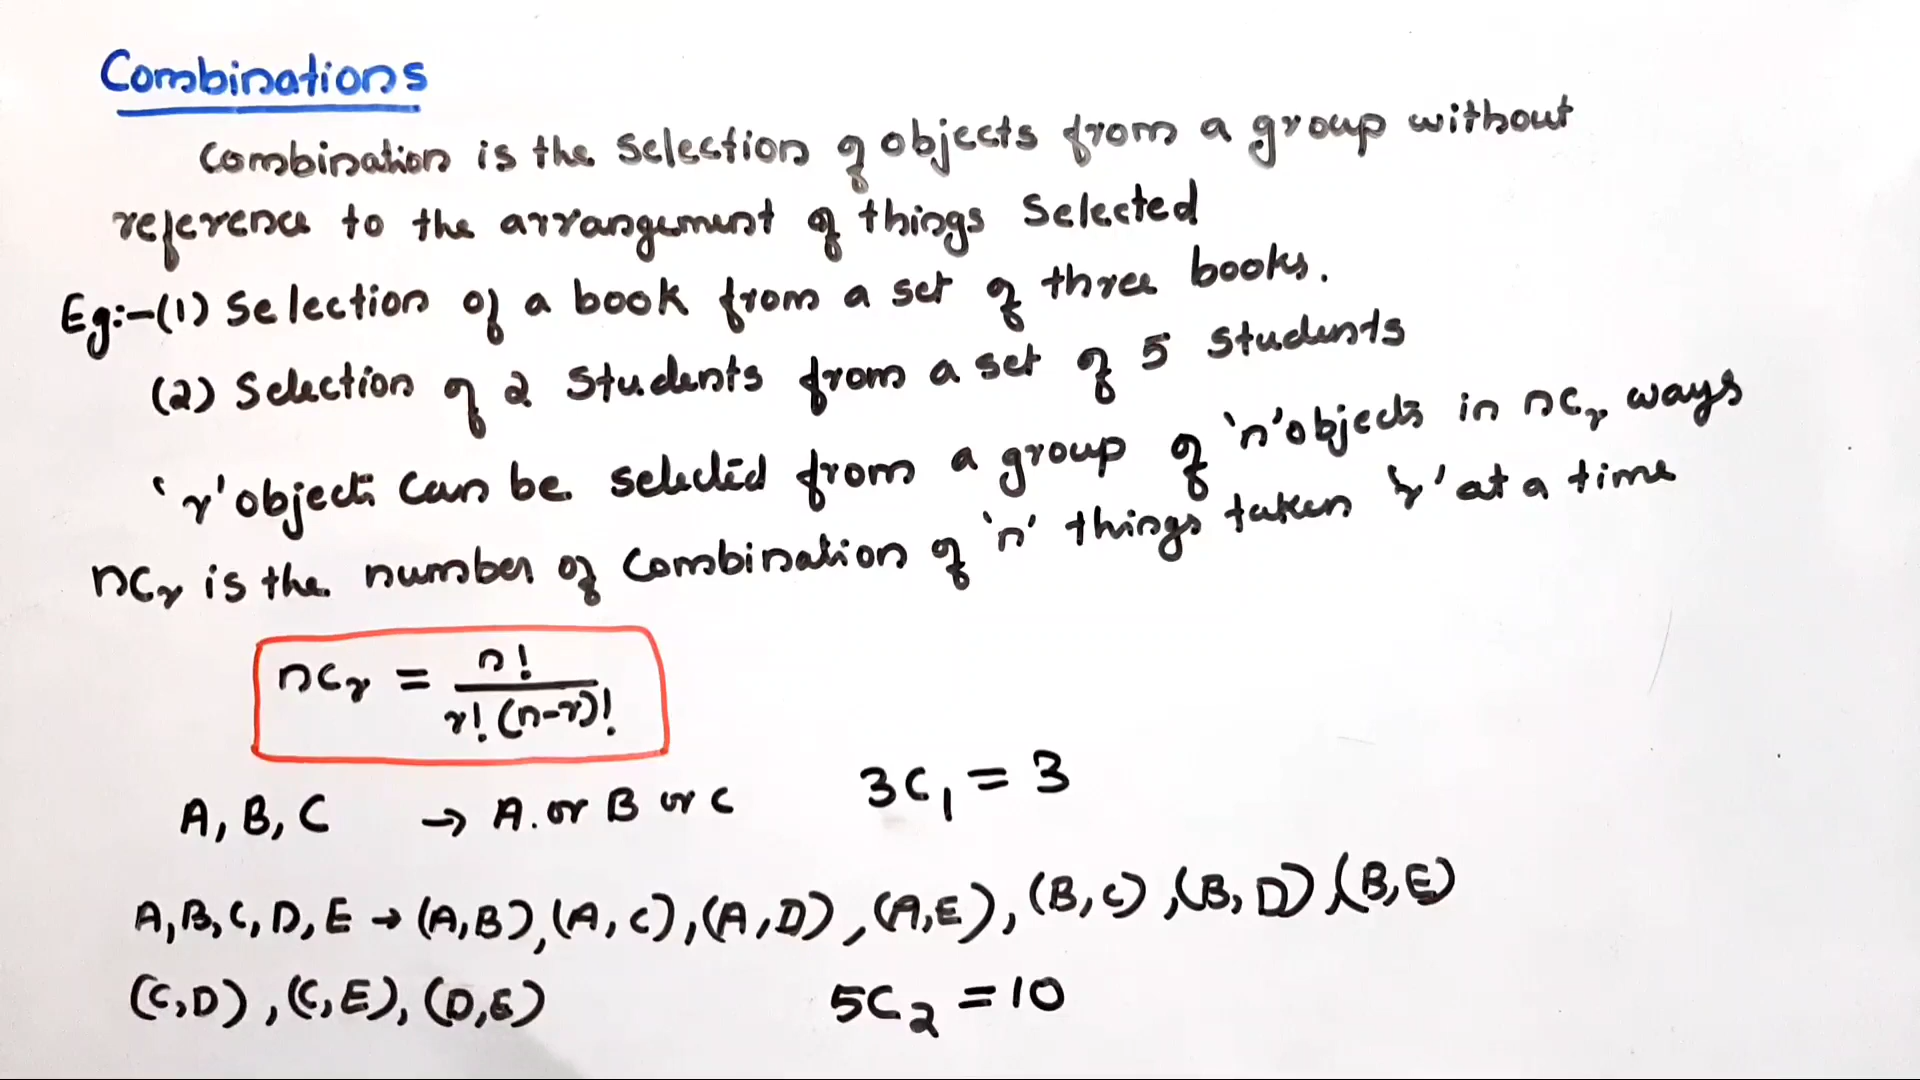 Combinations
Combination is the selection of objects from a group without
reference to the arrangement of things selected
Eg:-(1) Selection of a book from a set of three books.
(2) Selection of 2 Students from a set of 5 students
'r' objects can be selected from a group of 'n' objects in nCr ways
nCr is the number of combination of 'n' things taken 'r' at a time
nCr = n! / r! (n-r)!
A, B, C → A. or B or C 3C1 = 3
A, B, C, D, E → (A,B), (A,C), (A,D), (A,E), (B,C), (B,D), (B,E)
(C,D), (C,E), (D,E) 5C2 = 10